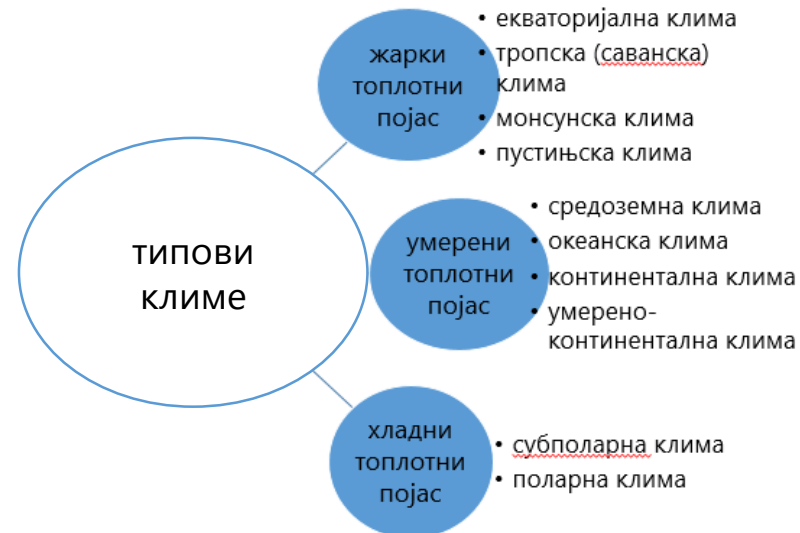 типови
климе
жарки
топлотни
појас
• екваторијална клима
• тропска (саванска)
клима
• монсунска клима
• пустињска клима
умерени
топлотни
појас
• средоземна клима
• океанска клима
• континентална клима
• умерено-
континентална клима
хладни
топлотни
појас
• субполарна клима
• поларна клима